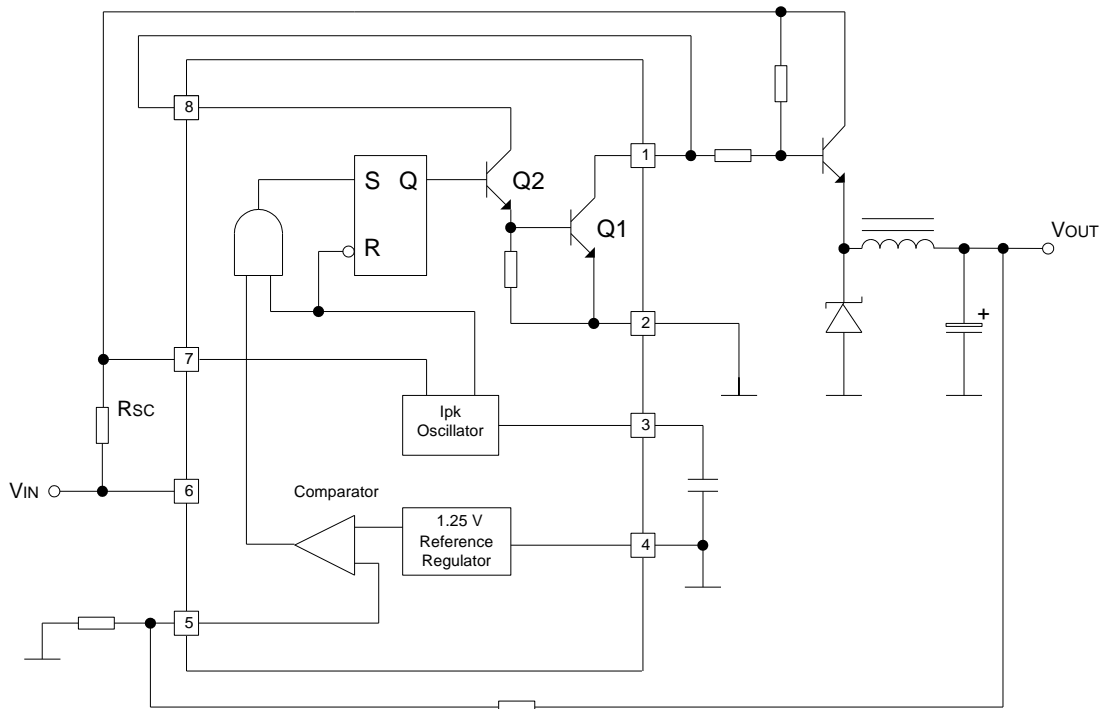 8
1
S Q
Q2
R
Q1
VOUT
+
2
7
RSC
Ipk
Oscillator
3
VIN
6
Comparator
1.25 V
Reference
Regulator
4
5